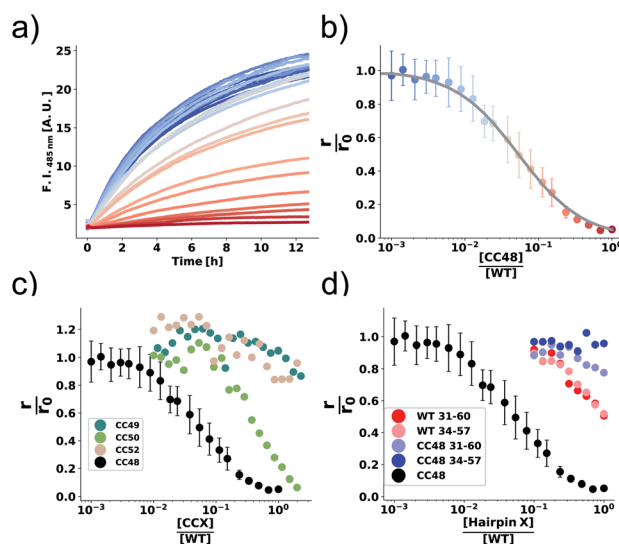 a)
25
20
15
10
5
F. I. 485 nm [A. U.]
0 2 4 6 8 10 12
Time [h]
b)
1.2
1.0
0.8
0.6
0.4
0.2
0.0
r
r0
10−3 10−2 10−1 100
[CC48]
[WT]
c)
1.2
1.0
0.8
0.6
0.4
0.2
0.0
r
r0
CC49
CC50
CC52
CC48
10−3 10−2 10−1 100
[CCX]
[WT]
d)
1.2
1.0
0.8
0.6
0.4
0.2
0.0
r
r0
WT 31-60
WT 34-57
CC48 31-60
CC48 34-57
CC48
10−3 10−2 10−1 100
[Hairpin X]
[WT]